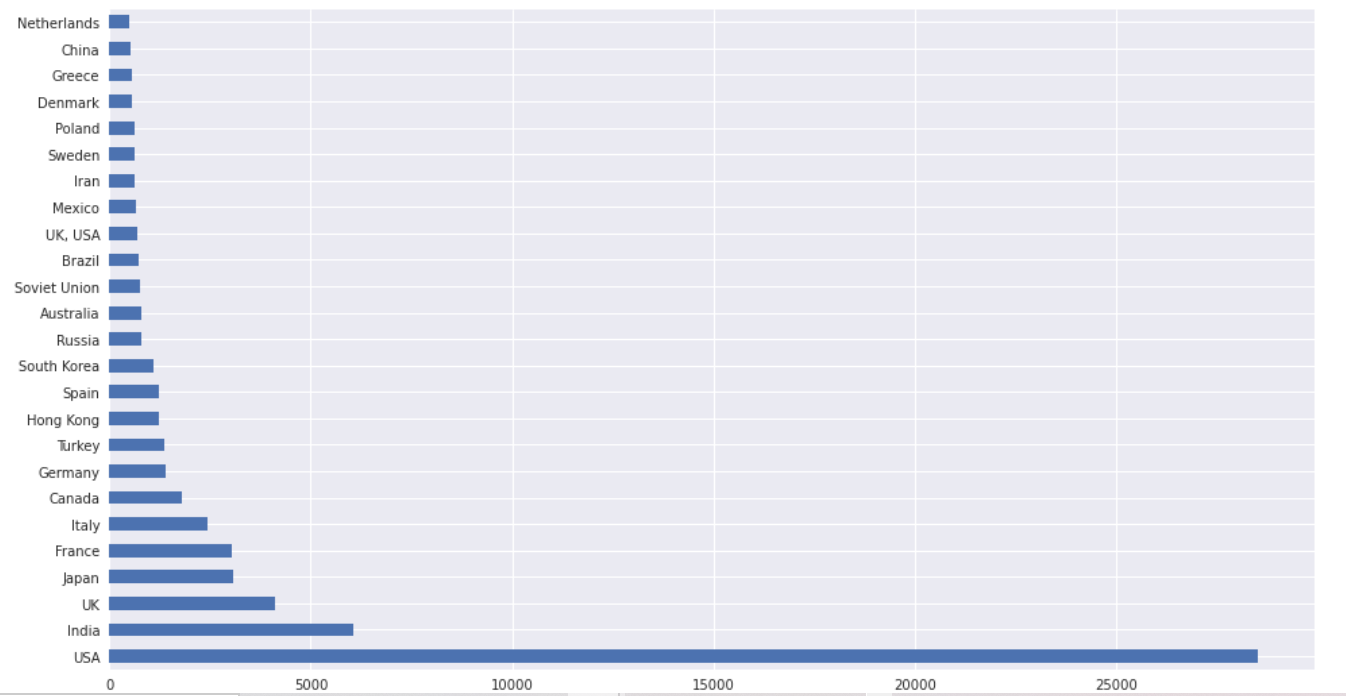 Netherlands
China
Greece
Denmark
Poland
Sweden
Iran
Mexico
UK, USA
Brazil
Soviet Union
Australia
Russia
South Korea
Spain
Hong Kong
Turkey
Germany
Canada
Italy
France
Japan
UK
India
USA
0 5000 10000 15000 20000 25000